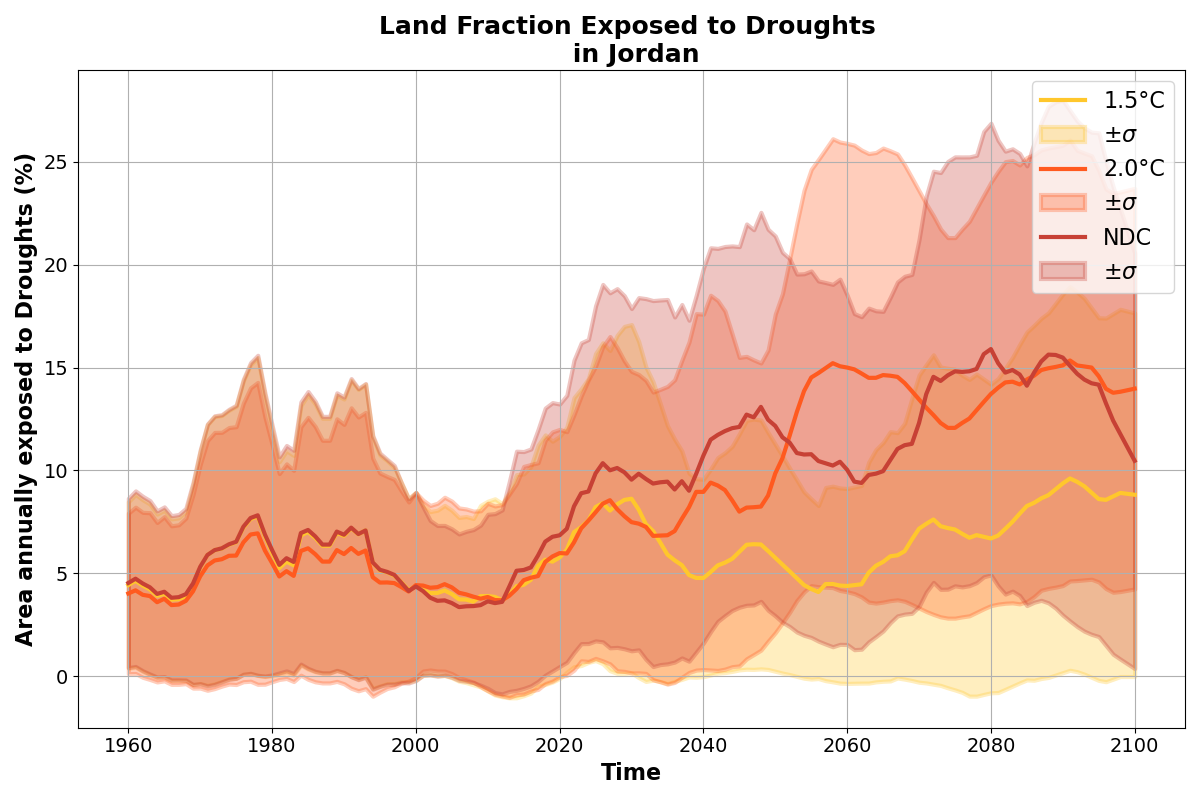 Land Fraction Exposed to Droughts
in Jordan
Area annually exposed to Droughts (%)
25
20
15
10
5
0
1960 1980 2000 2020 2040 2060 2080 2100
Time
1.5°C
±σ
2.0°C
±σ
NDC
±σ